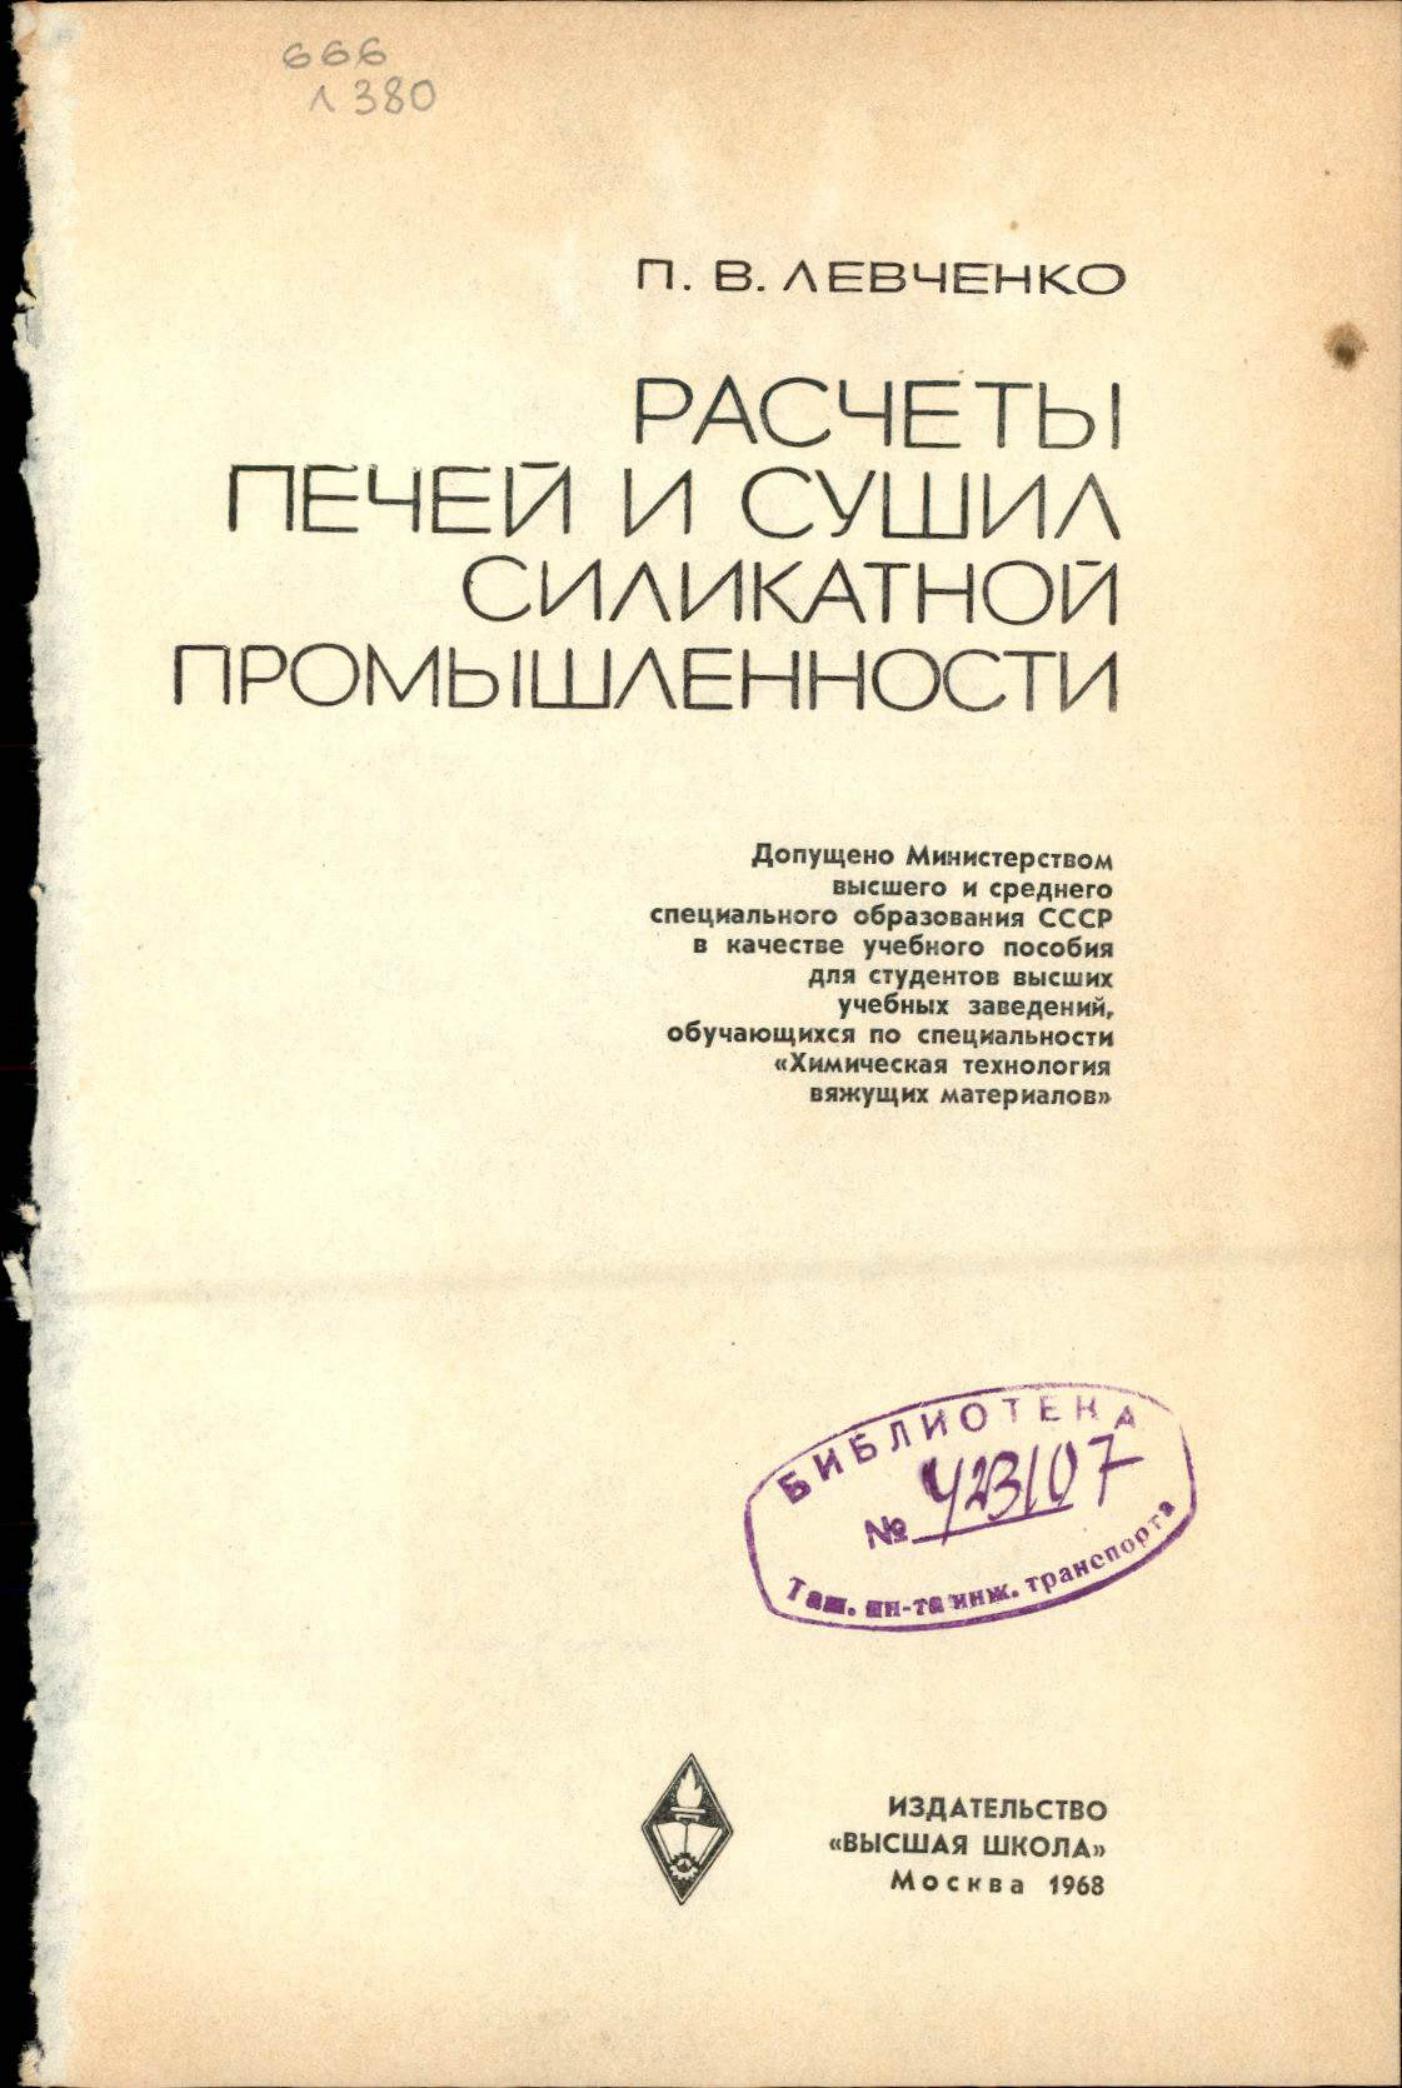 666
Л 380
П. В. ЛЕВЧЕНКО
РАСЧЕТЫ
ПЕЧЕЙ И СУШИЛ
СИЛИКАТНОЙ
ПРОМЫШЛЕННОСТИ
Допущено Министерством
высшего и среднего
специального образования СССР
в качестве учебного пособия
для студентов высших
учебных заведений,
обучающихся по специальности
«Химическая технология
вяжущих материалов»
БИБЛИОТЕКА
№ 423107
Таш. ин-та инж. транспорта
ИЗДАТЕЛЬСТВО
«ВЫСШАЯ ШКОЛА»
Москва 1968